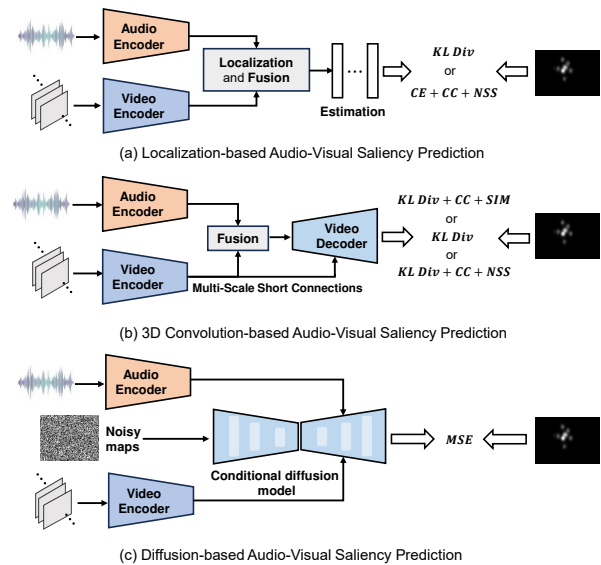 Audio
Encoder
Localization
and Fusion
Video
Encoder
Estimation
KL Div
or
CE + CC + NSS
(a) Localization-based Audio-Visual Saliency Prediction
Audio
Encoder
Fusion
Video
Decoder
Video
Encoder
Multi-Scale Short Connections
KL Div + CC + SIM
or
KL Div
or
KL Div + CC + NSS
(b) 3D Convolution-based Audio-Visual Saliency Prediction
Audio
Encoder
Noisy
maps
Conditional diffusion
model
Video
Encoder
MSE
(c) Diffusion-based Audio-Visual Saliency Prediction